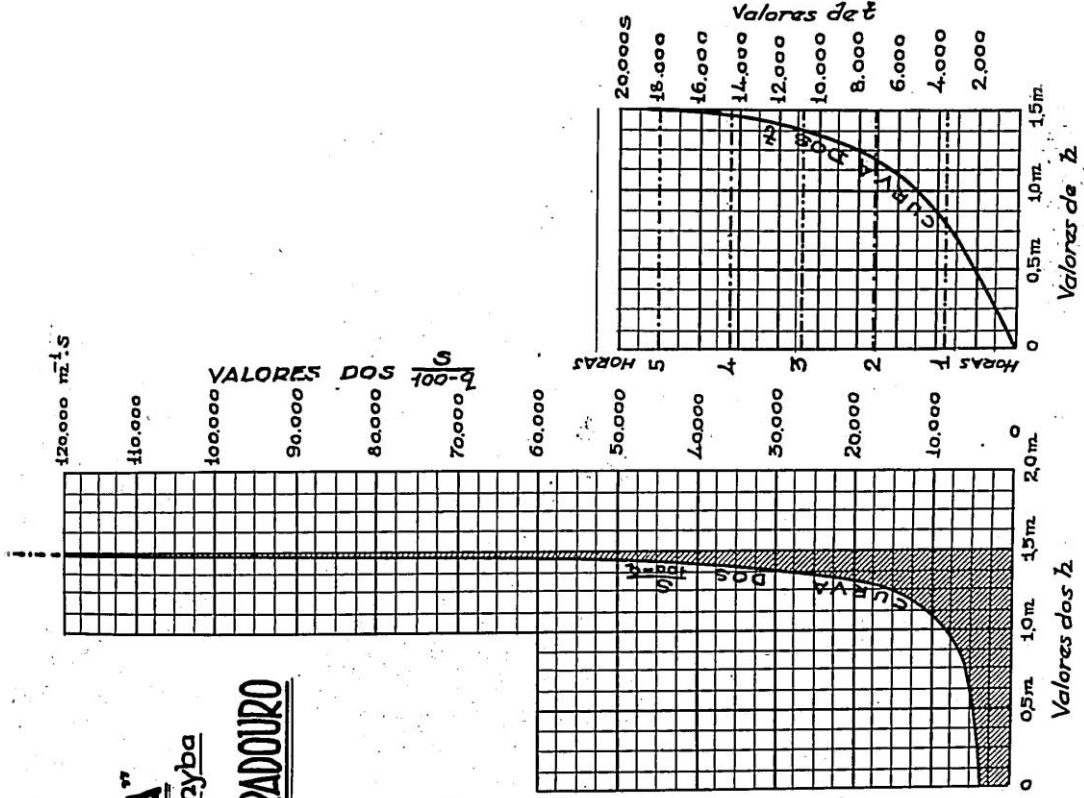 A"
zyba
PADOURO
120.000 m⁻¹.s
110.000
100.000
90.000
80.000
70.000
60.000
50.000
40.000
30.000
20.000
10.000
0
VALORES DOS S/100-q
CURVA DOS S/100-q
0 0,5m 1,0m 1,5m 2,0m
Valores dos h
Valores de t
20.000s
18.000
16.000
14.000
12.000
10.000
8.000
6.000
4.000
2.000
HORAS
5
4
3
2
1
HORAS
CURVA DOS t
0 0,5m 1,0m 1,5m
Valores de h